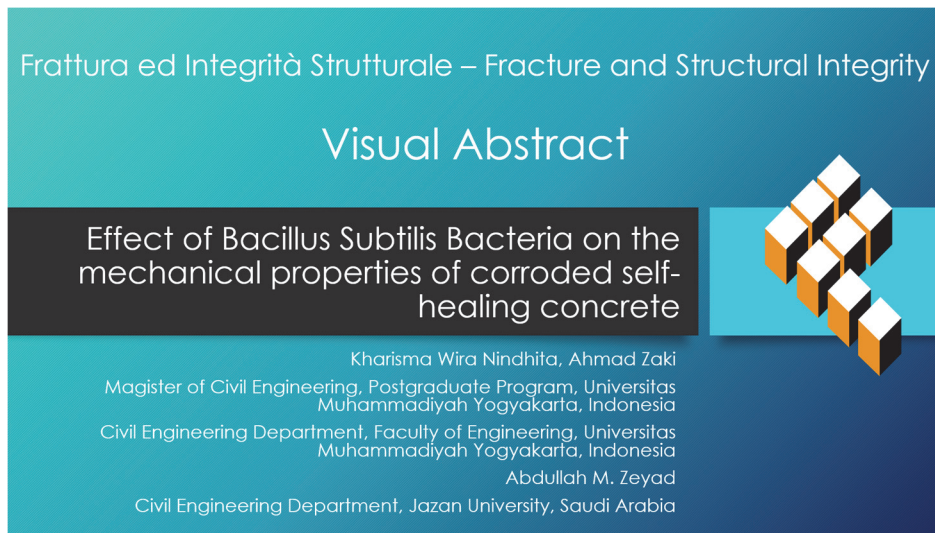 Frattura ed Integrità Strutturale – Fracture and Structural Integrity
Visual Abstract
Effect of Bacillus Subtilis Bacteria on the
mechanical properties of corroded self-
healing concrete
Kharisma Wira Nindhita, Ahmad Zaki
Magister of Civil Engineering, Postgraduate Program, Universitas
Muhammadiyah Yogyakarta, Indonesia
Civil Engineering Department, Faculty of Engineering, Universitas
Muhammadiyah Yogyakarta, Indonesia
Abdullah M. Zeyad
Civil Engineering Department, Jazan University, Saudi Arabia